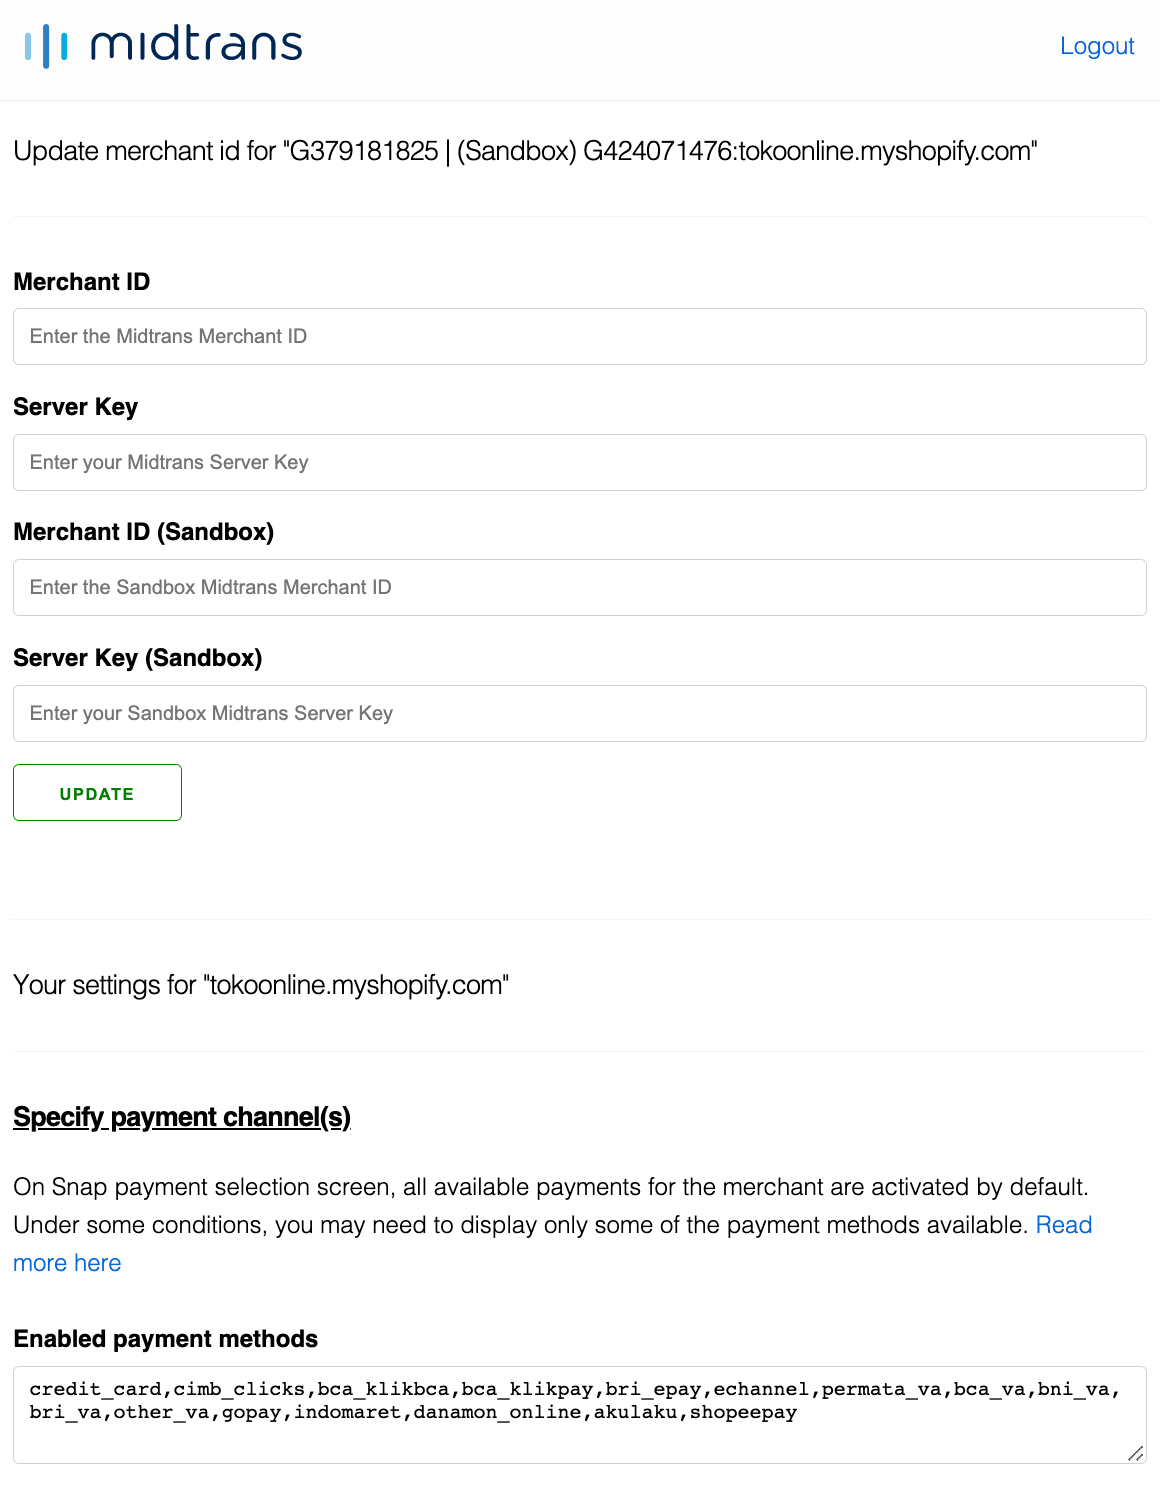 midtrans
Logout
Update merchant id for "G379181825 | (Sandbox) G424071476:tokoonline.myshopify.com"
Merchant ID
Enter the Midtrans Merchant ID
Server Key
Enter your Midtrans Server Key
Merchant ID (Sandbox)
Enter the Sandbox Midtrans Merchant ID
Server Key (Sandbox)
Enter your Sandbox Midtrans Server Key
UPDATE
Your settings for "tokoonline.myshopify.com"
Specify payment channel(s)
On Snap payment selection screen, all available payments for the merchant are activated by default.
Under some conditions, you may need to display only some of the payment methods available. Read
more here
Enabled payment methods
credit_card,cimb_clicks,bca_klikbca,bca_klikpay,bri_epay,echannel,permata_va,bca_va,bni_va,
bri_va,other_va,gopay,indomaret,danamon_online,akulaku,shopeepay